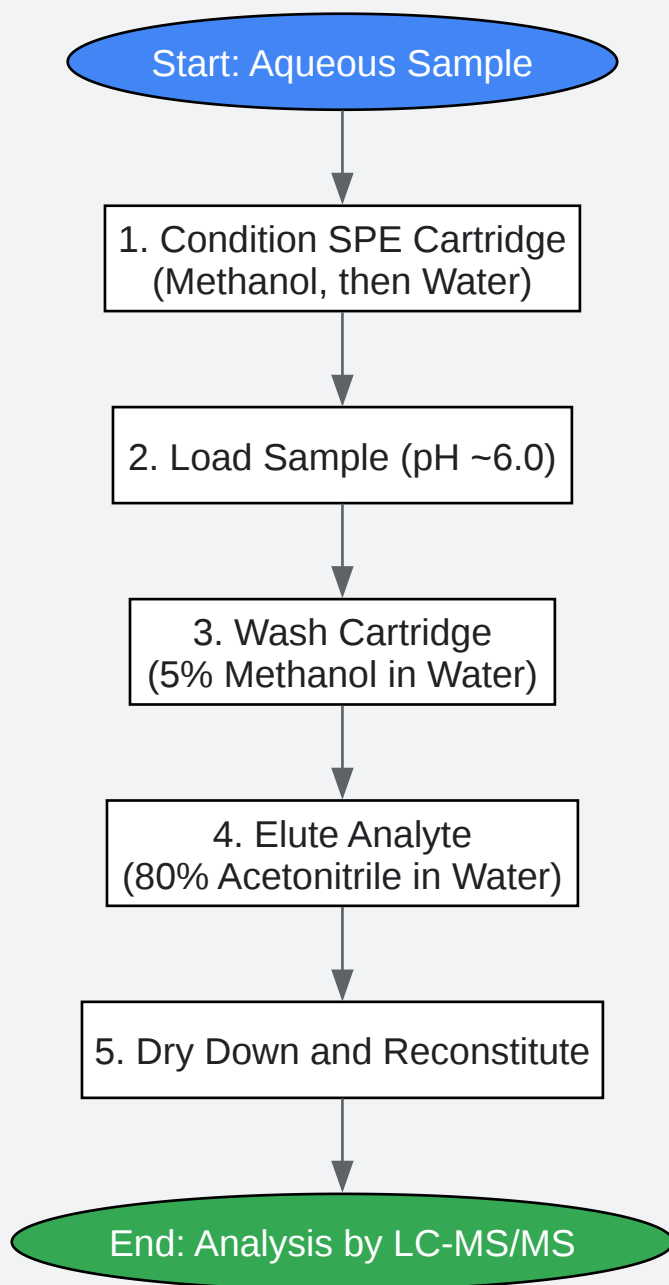 Start: Aqueous Sample
1. Condition SPE Cartridge
(Methanol, then Water)
2. Load Sample (pH ~6.0)
3. Wash Cartridge
(5% Methanol in Water)
4. Elute Analyte
(80% Acetonitrile in Water)
5. Dry Down and Reconstitute
End: Analysis by LC-MS/MS